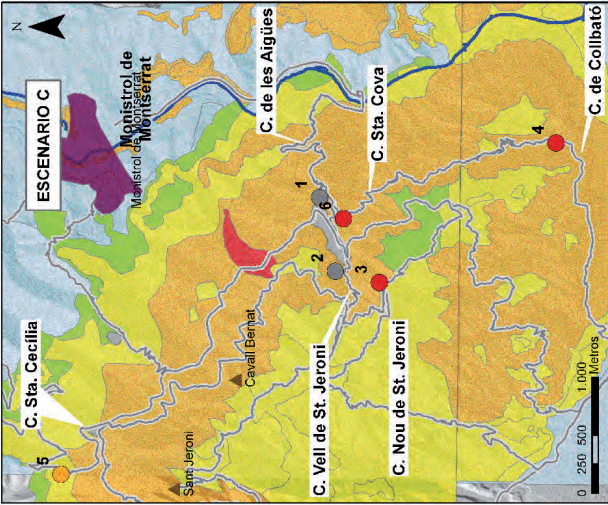 N
ESCENARIO C
Monistrol de
Montserrat
Monistrol de Montserrat
C. de les Aigües
C. Sta. Cova
C. de Collbató
C. Sta. Cecília
1
6
2
3
4
5
Cavall Bernat
Sant Jeroni
C. Vell de St. Jeroni
C. Nou de St. Jeroni
0 250 500 1.000
Metros